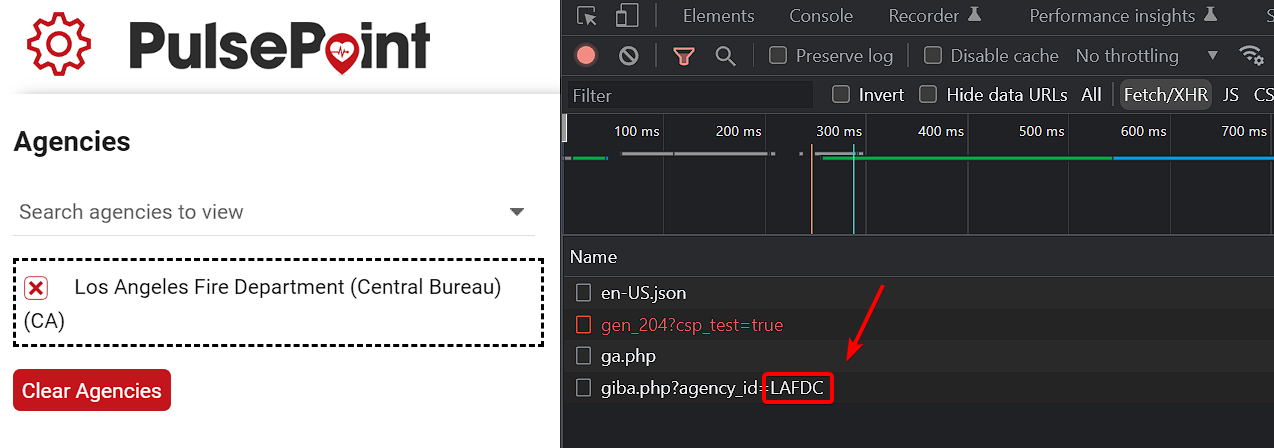 PulsePoint
Agencies
Search agencies to view
Los Angeles Fire Department (Central Bureau)
(CA)
Clear Agencies
Elements Console Recorder Performance insights S
Preserve log Disable cache No throttling
Filter Invert Hide data URLs All Fetch/XHR JS CS
100 ms 200 ms 300 ms 400 ms 500 ms 600 ms 700 ms
Name
en-US.json
gen_204?csp_test=true
ga.php
giba.php?agency_id=LAFDC